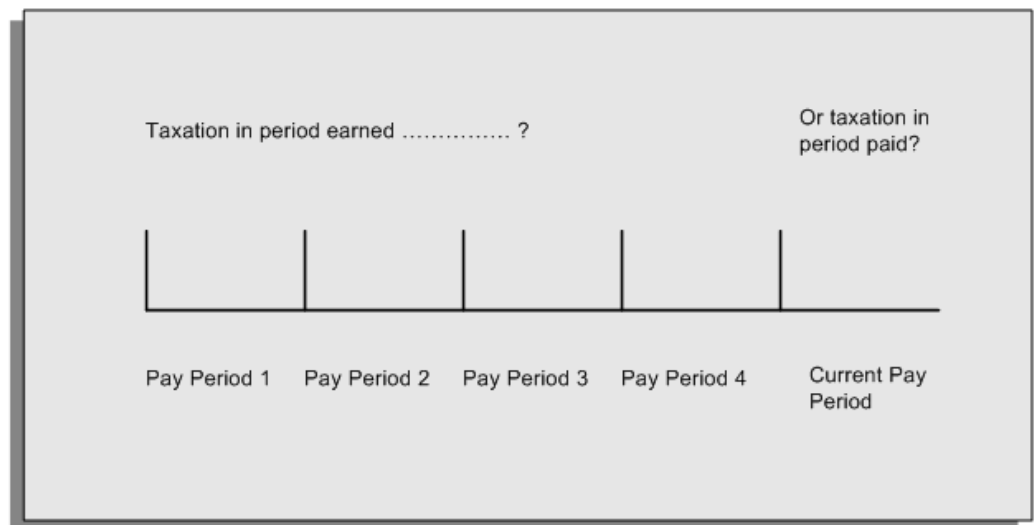 Taxation in period earned …………… ?
Or taxation in
period paid?
Pay Period 1
Pay Period 2
Pay Period 3
Pay Period 4
Current Pay
Period